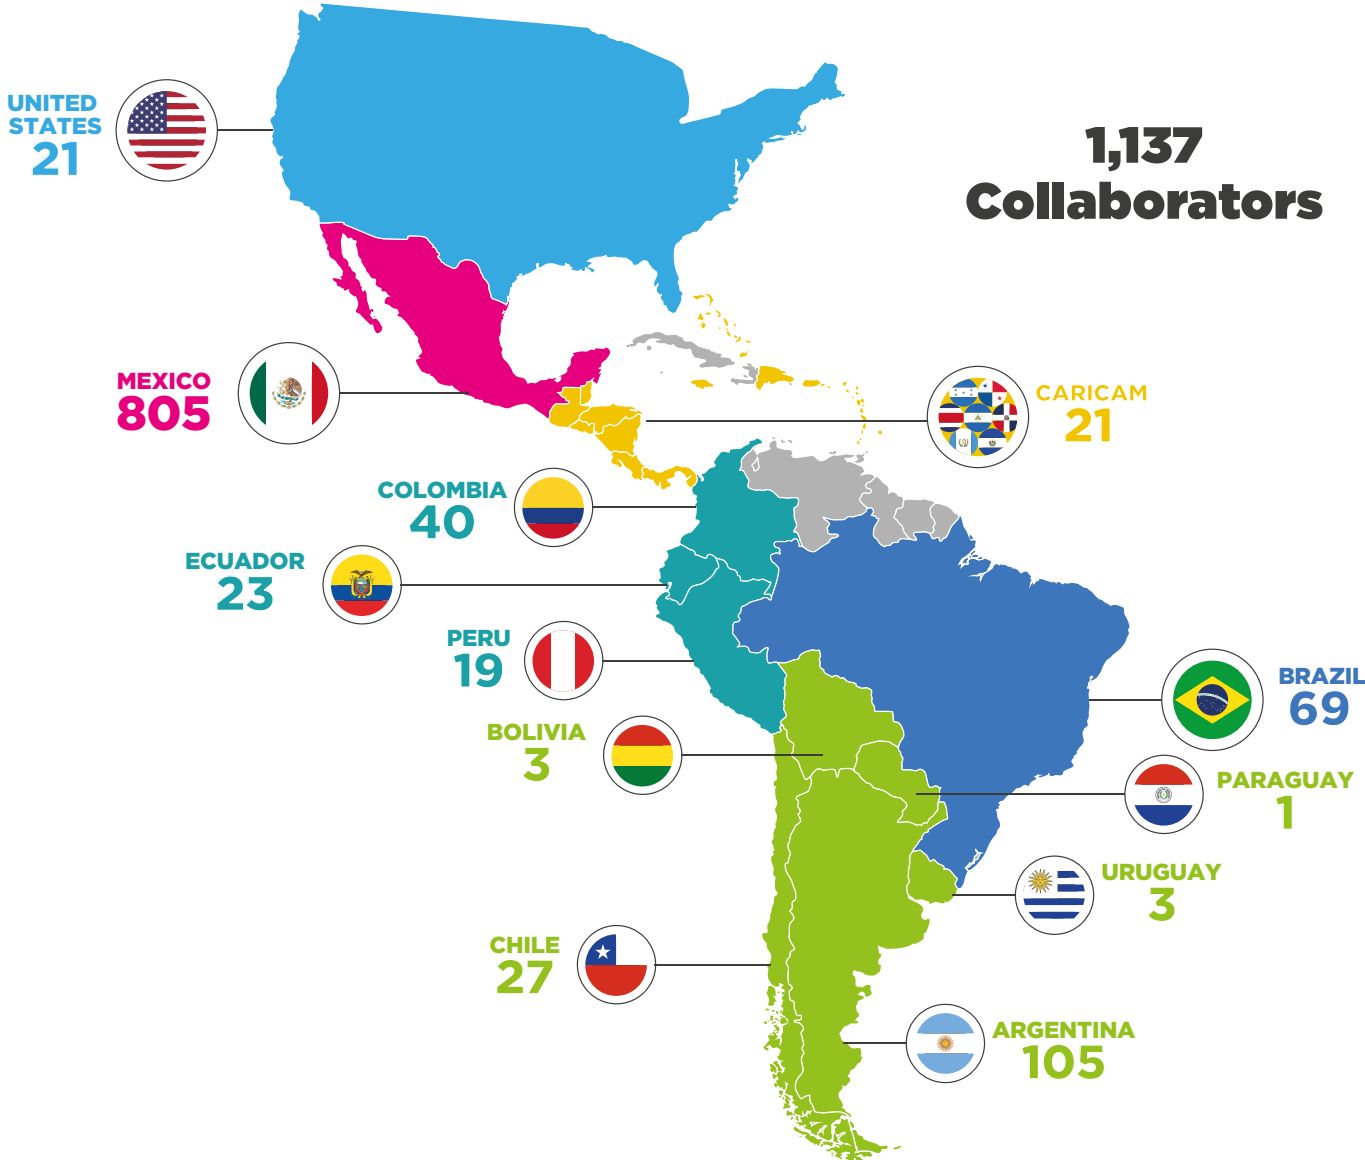 UNITED
STATES
21
1,137
Collaborators
MEXICO
805
CARICAM
21
COLOMBIA
40
ECUADOR
23
PERU
19
BRAZIL
69
BOLIVIA
3
PARAGUAY
1
URUGUAY
3
CHILE
27
ARGENTINA
105